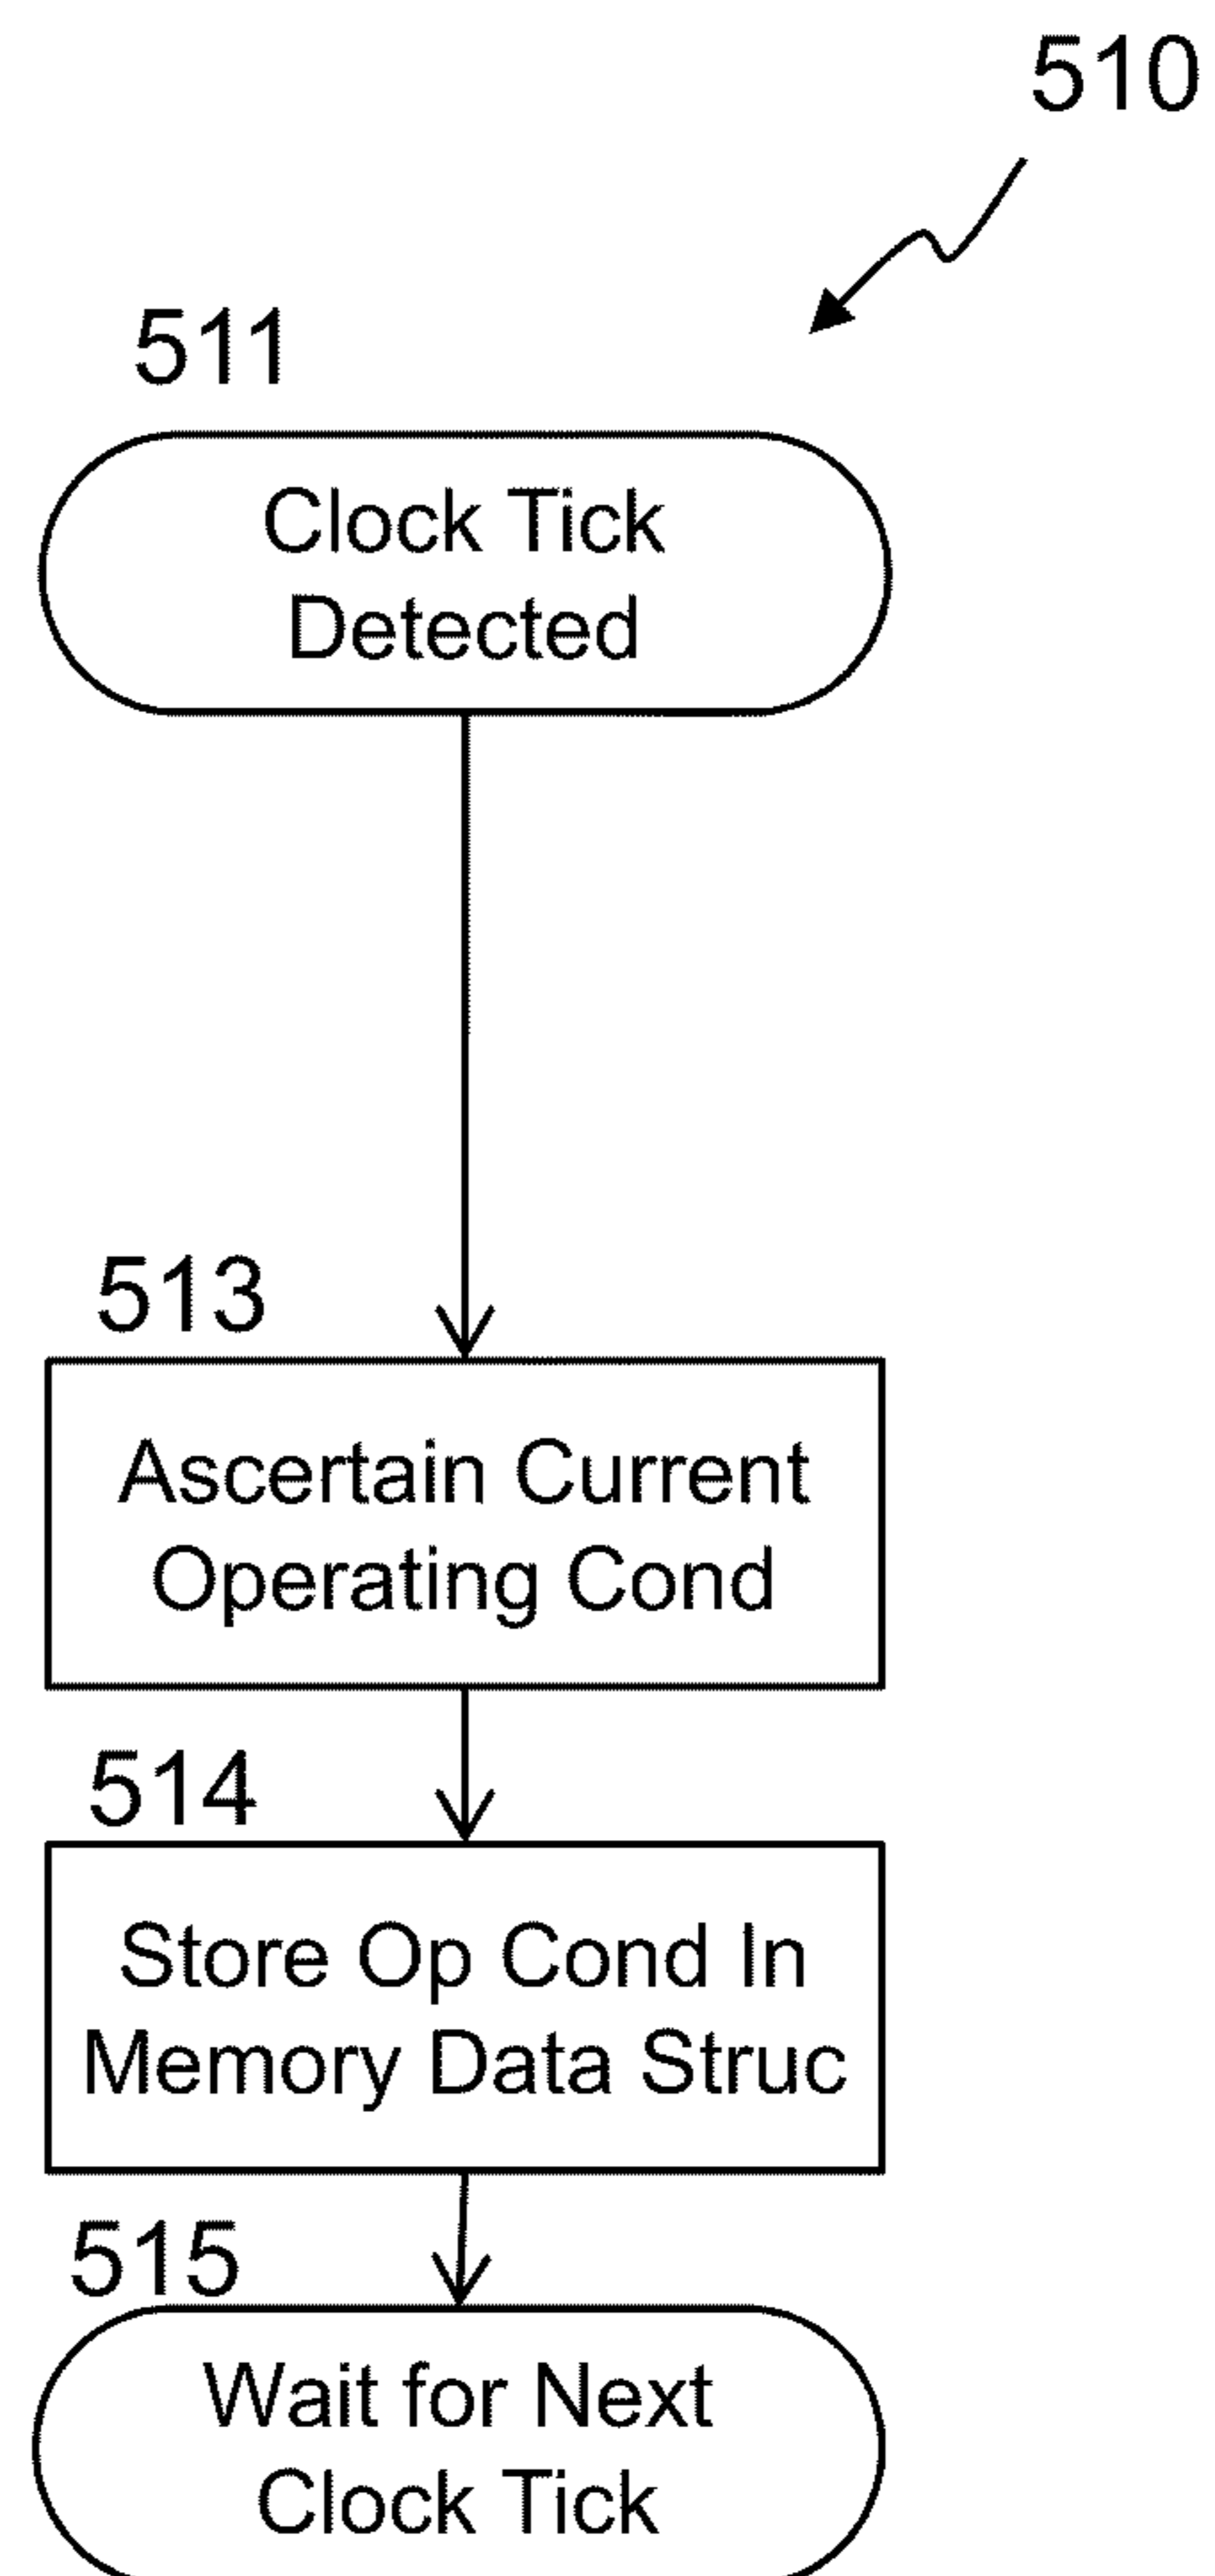 510
511
Clock Tick
Detected
513
Ascertain Current
Operating Cond
514
Store Op Cond In
Memory Data Struc
515
Wait for Next
Clock Tick